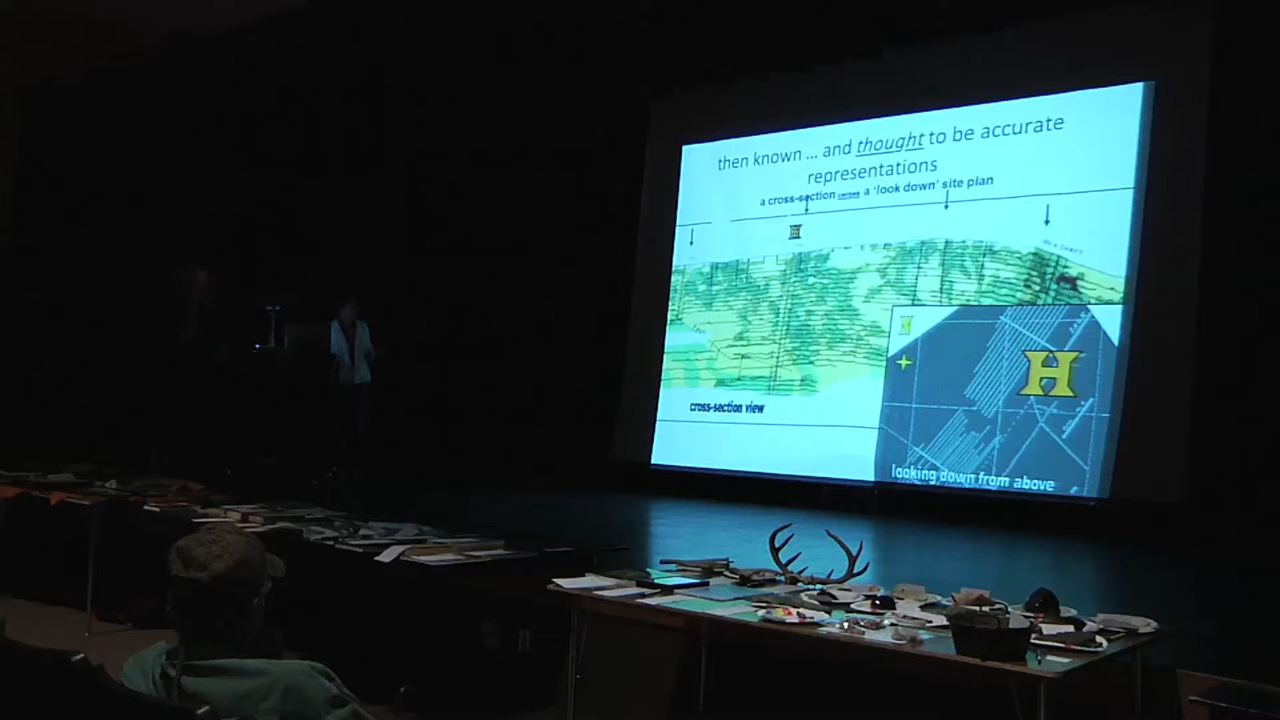 then known ... and thought to be accurate
representations
a cross-section verses a 'look down' site plan
H
N
H
cross-section view
looking down from above